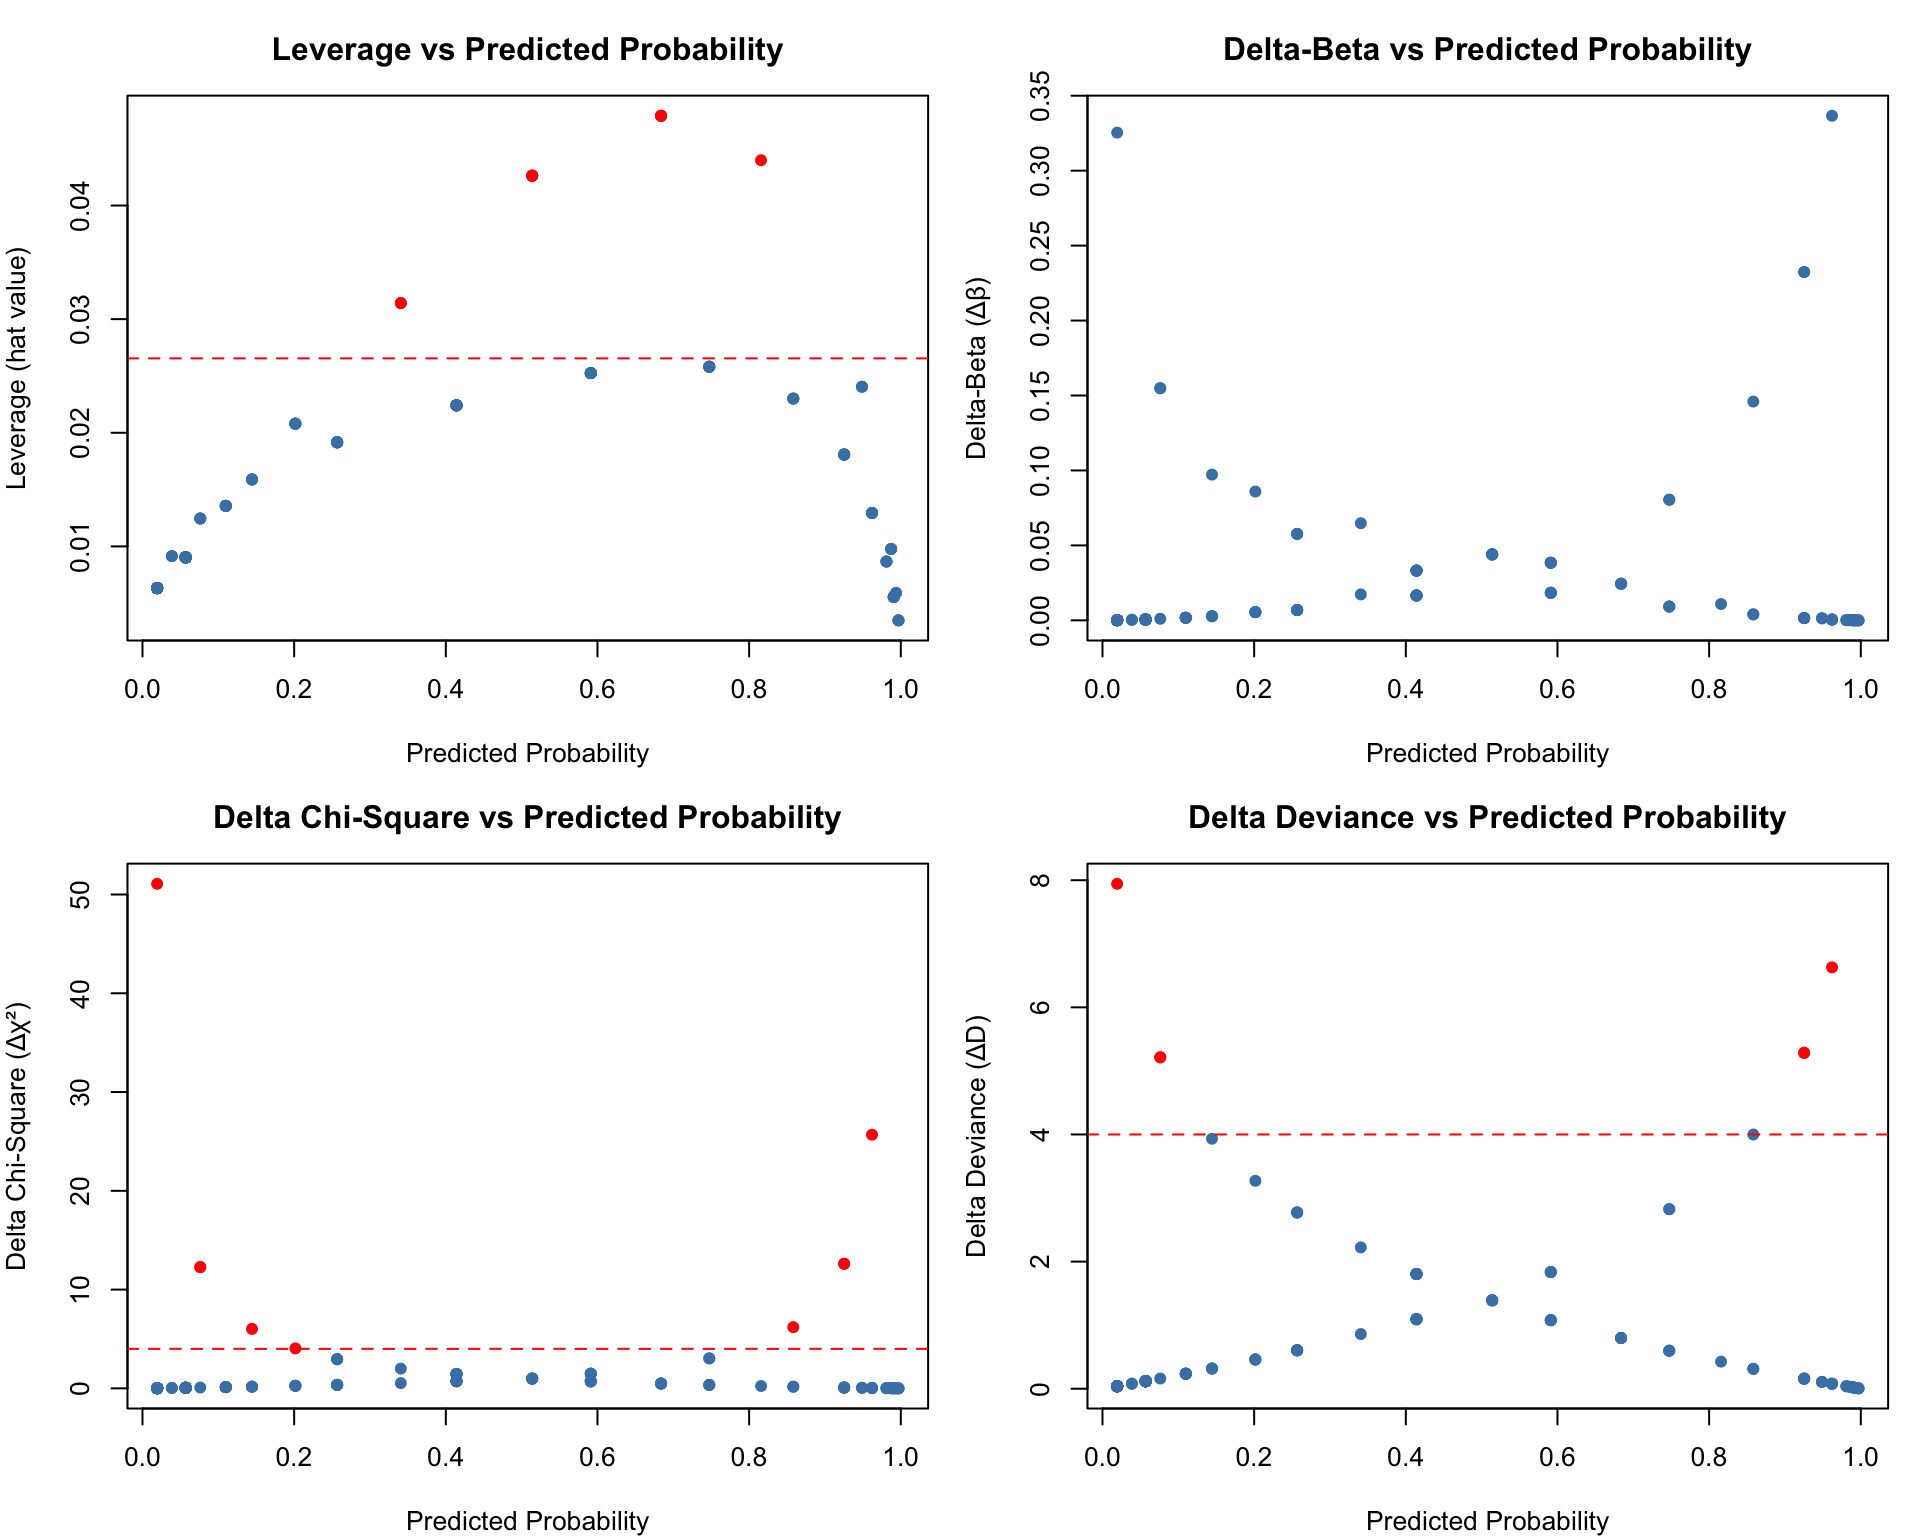 Leverage vs Predicted Probability
Leverage (hat value)
0.04
0.03
0.02
0.01
0.0 0.2 0.4 0.6 0.8 1.0
Predicted Probability
Delta-Beta vs Predicted Probability
Delta-Beta (Δβ)
0.35
0.30
0.25
0.20
0.15
0.10
0.05
0.00
0.0 0.2 0.4 0.6 0.8 1.0
Predicted Probability
Delta Chi-Square vs Predicted Probability
Delta Chi-Square (Δχ²)
50
40
30
20
10
0
0.0 0.2 0.4 0.6 0.8 1.0
Predicted Probability
Delta Deviance vs Predicted Probability
Delta Deviance (ΔD)
8
6
4
2
0
0.0 0.2 0.4 0.6 0.8 1.0
Predicted Probability